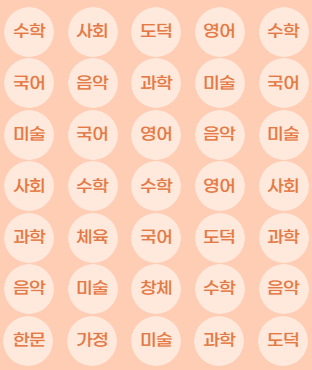 수학 사회 도덕 영어 수학
국어 음악 과학 미술 국어
미술 국어 영어 음악 미술
사회 수학 수학 영어 사회
과학 체육 국어 도덕 과학
음악 미술 창체 수학 음악
한문 가정 미술 과학 도덕